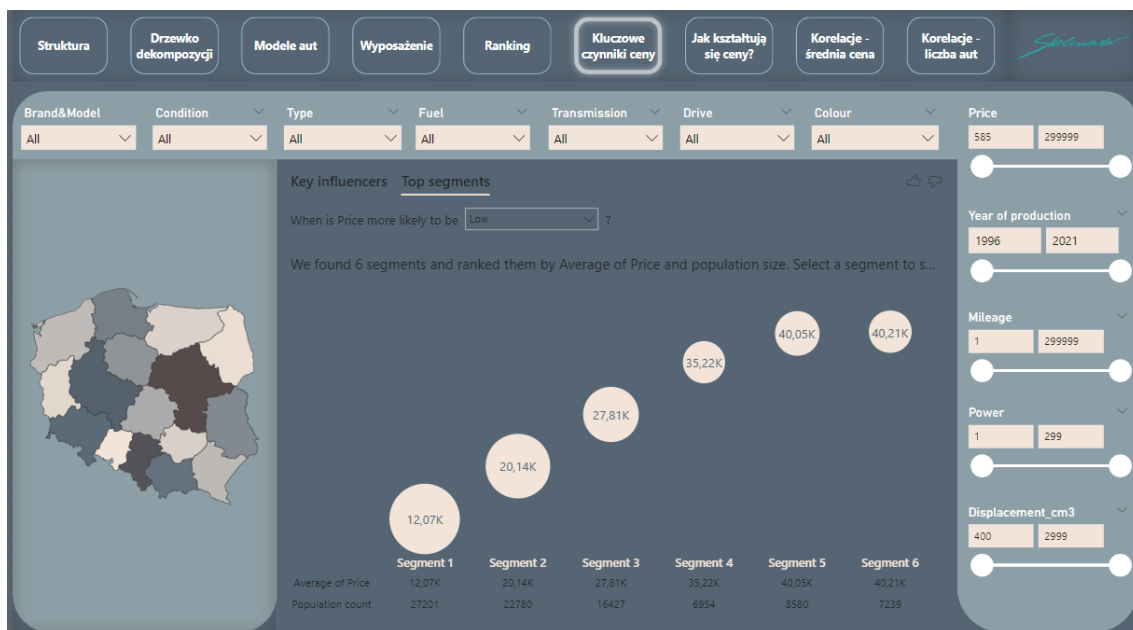 Struktura
Drzewko dekompozycji
Modele aut
Wyposażenie
Ranking
Kluczowe czynniki ceny
Jak kształtują się ceny?
Korelacje - średnia cena
Korelacje - liczba aut
Brand&Model Condition Type Fuel Transmission Drive Colour
All All All All All All All
Price
585 299999
Year of production
1996 2021
Mileage
1 299999
Power
1 299
Displacement_cm3
400 2999
Key influencers Top segments
When is Price more likely to be Low ?
We found 6 segments and ranked them by Average of Price and population size. Select a segment to s...
40,05K 40,21K
35,22K
27,81K
20,14K
12,07K
Segment 1 Segment 2 Segment 3 Segment 4 Segment 5 Segment 6
Average of Price 12,07K 20,14K 27,81K 35,22K 40,05K 40,21K
Population count 27201 22780 16427 6954 8580 7239